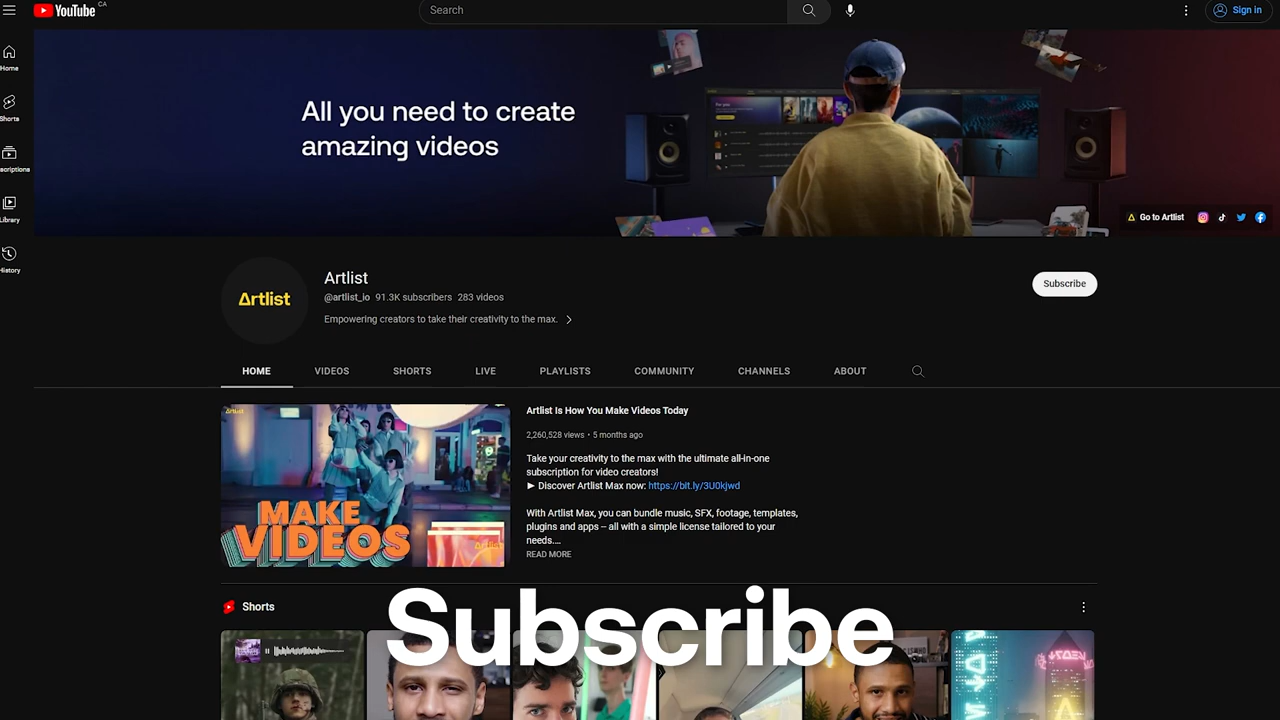 YouTube CA
Search
Sign in
Home
Shorts
scriptions
Library
History
All you need to create
amazing videos
Go to Artlist
Artlist
Artlist
@artlist_io 91.3K subscribers 283 videos
Empowering creators to take their creativity to the max.
Subscribe
HOME VIDEOS SHORTS LIVE PLAYLISTS COMMUNITY CHANNELS ABOUT
Artlist
MAKE
VIDEOS
Artlist Is How You Make Videos Today
2,260,528 views • 5 months ago
Take your creativity to the max with the ultimate all-in-one
subscription for video creators!
► Discover Artlist Max now: https://bit.ly/3U0kjwd
With Artlist Max, you can bundle music, SFX, footage, templates,
plugins and apps – all with a simple license tailored to your
needs....
READ MORE
Shorts
Subscribe